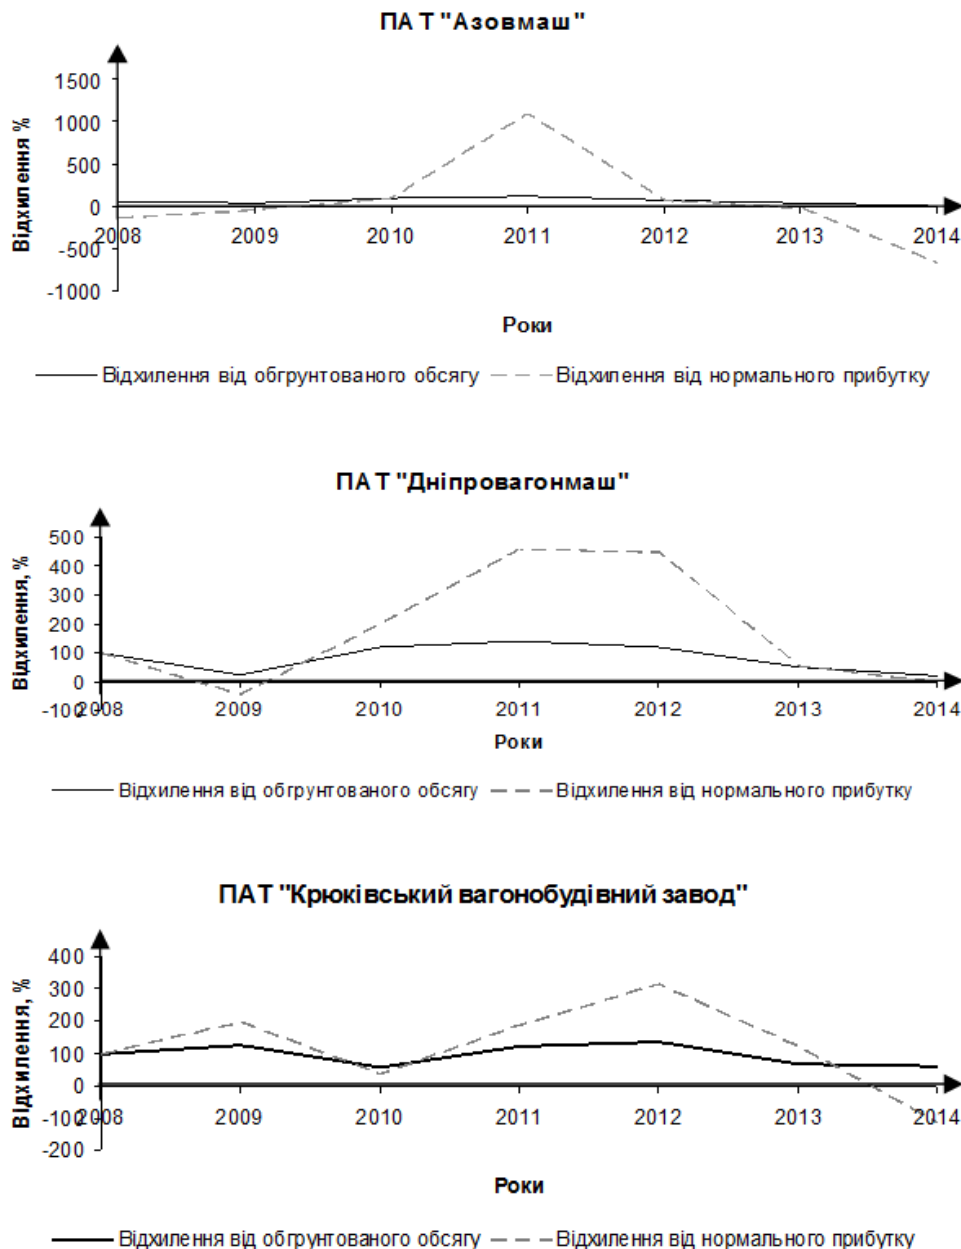 ПАТ "Азовмаш"
Відхилення %
1500
1000
500
0
-500
-1000
2008 2009 2010 2011 2012 2013 2014
Роки
Відхилення від обгрунтованого обсягу Відхилення від нормального прибутку
ПАТ "Дніпровагонмаш"
Відхилення, %
500
400
300
200
100
0
-100
2008 2009 2010 2011 2012 2013 2014
Роки
Відхилення від обгрунтованого обсягу Відхилення від нормального прибутку
ПАТ "Крюківський вагонобудівний завод"
Відхилення, %
400
300
200
100
0
-100
-200
2008 2009 2010 2011 2012 2013 2014
Роки
Відхилення від обгрунтованого обсягу Відхилення від нормального прибутку